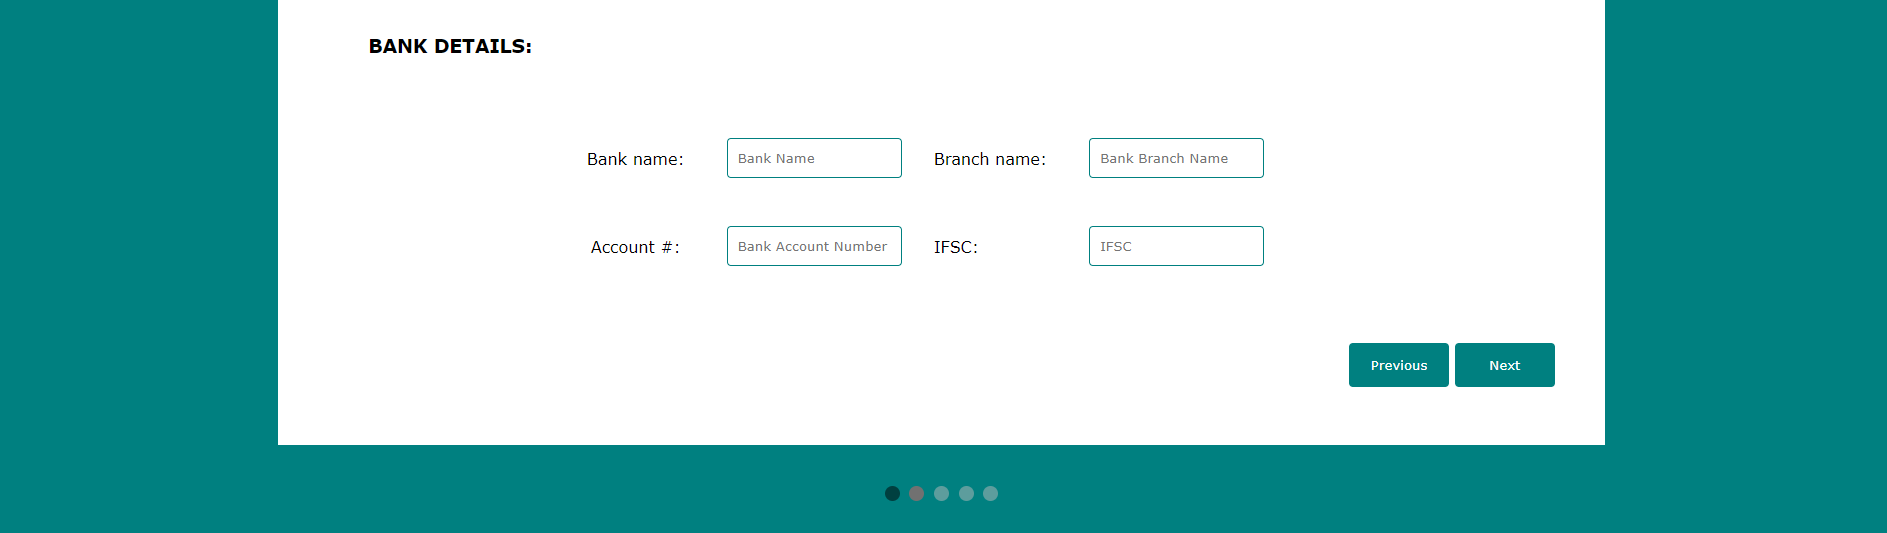 BANK DETAILS:
Bank name: Bank Name Branch name: Bank Branch Name
Account #: Bank Account Number IFSC: IFSC
Previous Next